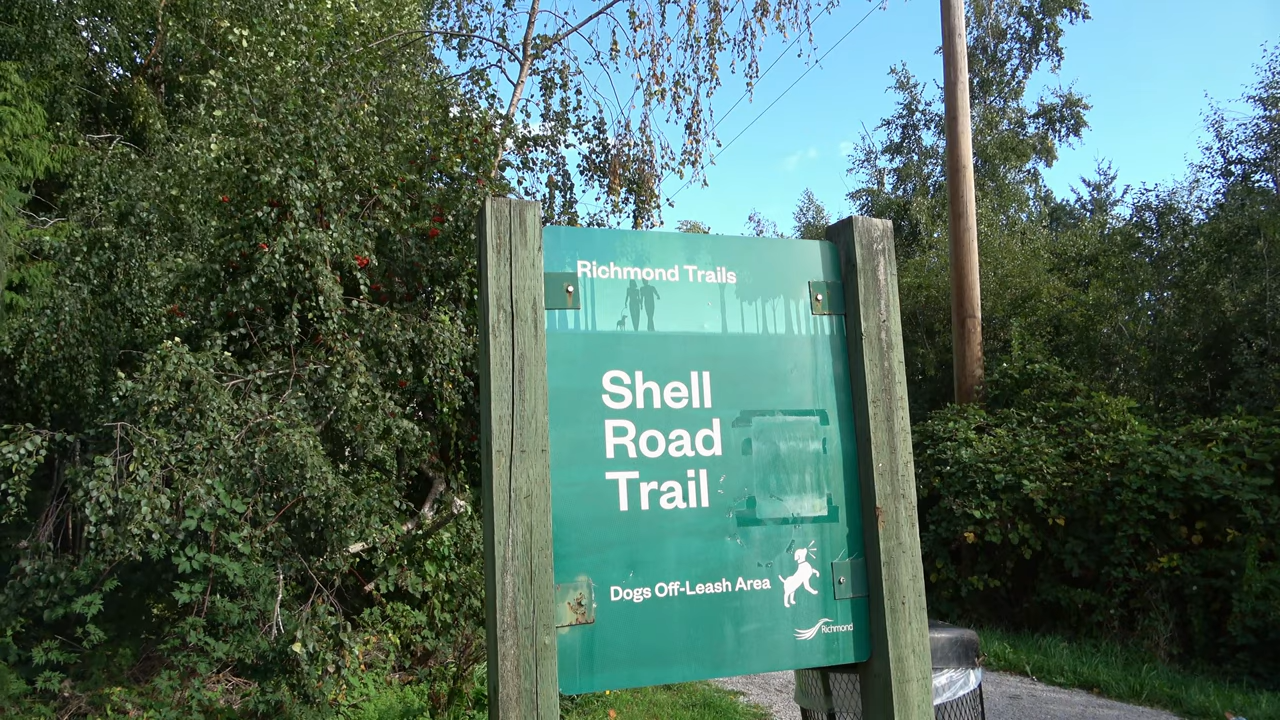 Richmond Trails
Shell
Road
Trail
Dogs Off-Leash Area
Richmond